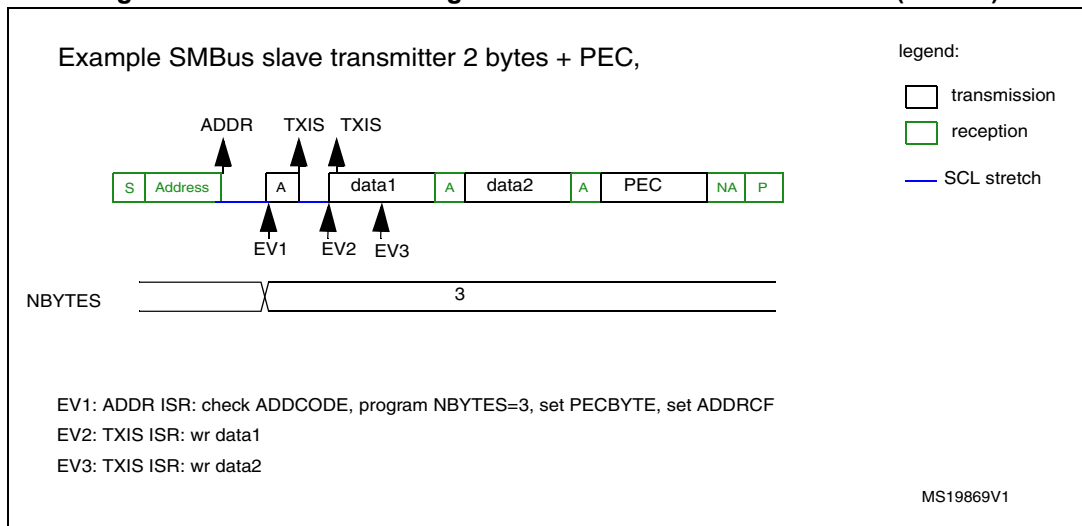 Example SMBus slave transmitter 2 bytes + PEC,
legend:
transmission
reception
SCL stretch
ADDR TXIS TXIS
S Address A data1 A data2 A PEC NA P
EV1 EV2 EV3
NBYTES 3
EV1: ADDR ISR: check ADDCODE, program NBYTES=3, set PECBYTE, set ADDRCF
EV2: TXIS ISR: wr data1
EV3: TXIS ISR: wr data2
MS19869V1